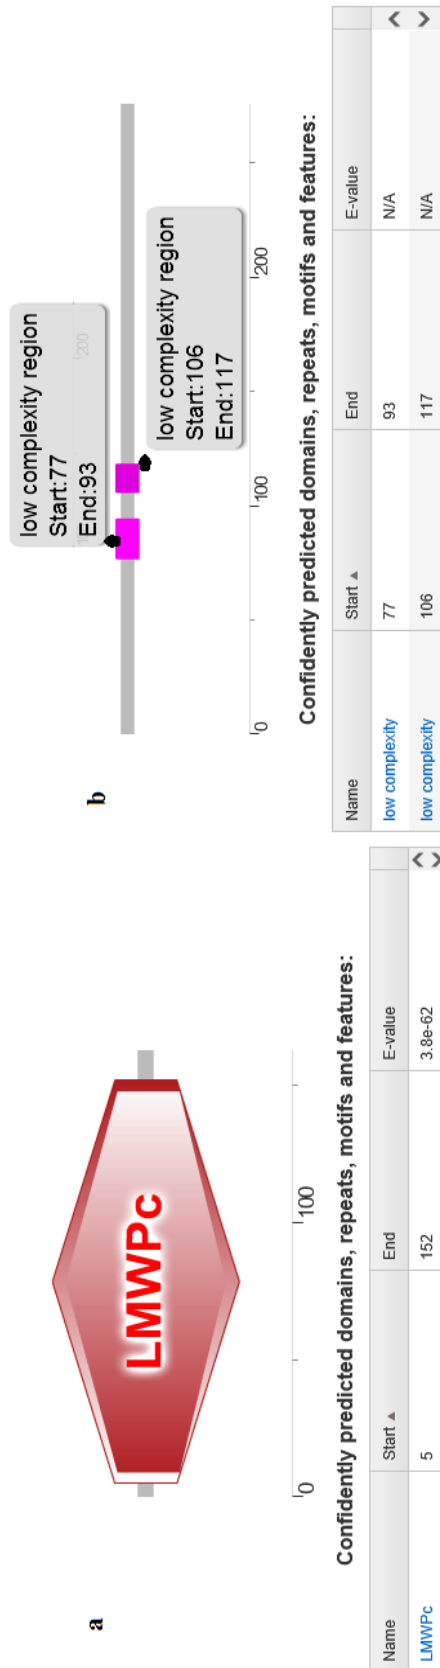 a
LMWPc
0
100
Confidently predicted domains, repeats, motifs and features:
Name Start ▲ End E-value
LMWPc 5 152 3.8e-62
b
low complexity region
Start:77
End:93
200
low complexity region
Start:106
End:117
0
100
200
Confidently predicted domains, repeats, motifs and features:
Name Start ▲ End E-value
low complexity 77 93 N/A
low complexity 106 117 N/A